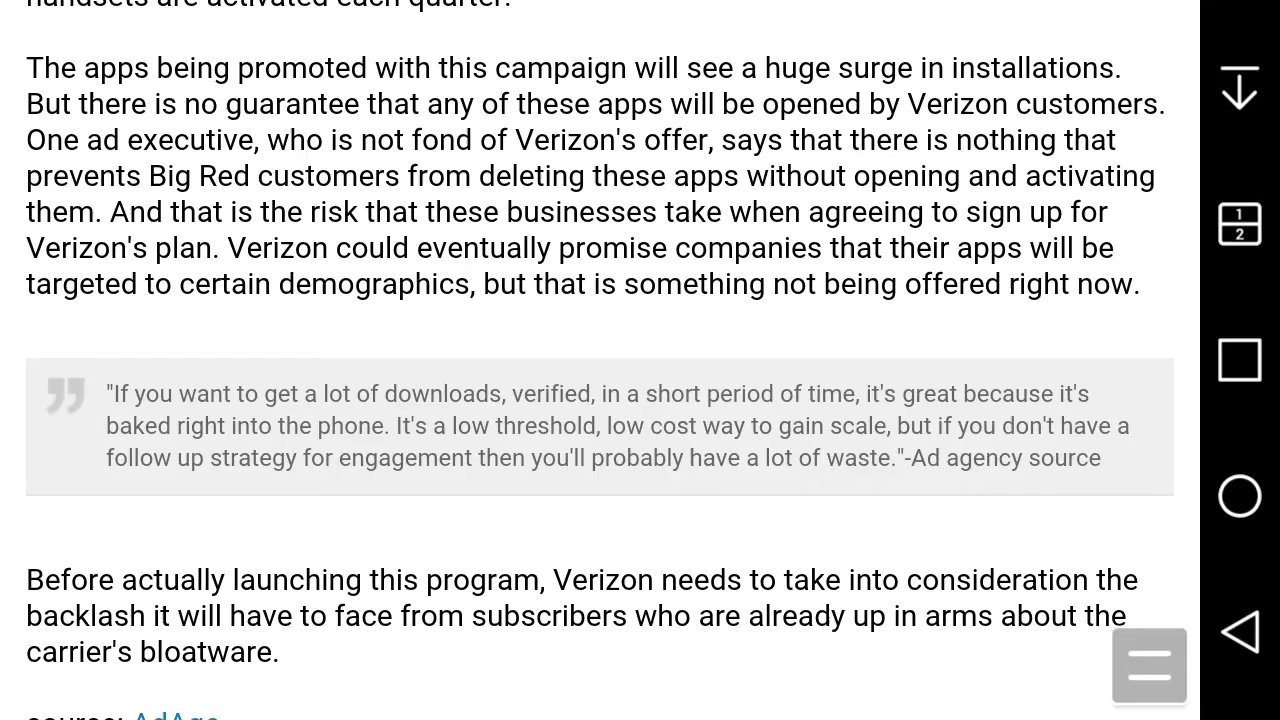 handsets are activated each quarter.
The apps being promoted with this campaign will see a huge surge in installations.
But there is no guarantee that any of these apps will be opened by Verizon customers.
One ad executive, who is not fond of Verizon's offer, says that there is nothing that
prevents Big Red customers from deleting these apps without opening and activating
them. And that is the risk that these businesses take when agreeing to sign up for
Verizon's plan. Verizon could eventually promise companies that their apps will be
targeted to certain demographics, but that is something not being offered right now.
"If you want to get a lot of downloads, verified, in a short period of time, it's great because it's
baked right into the phone. It's a low threshold, low cost way to gain scale, but if you don't have a
follow up strategy for engagement then you'll probably have a lot of waste."-Ad agency source
Before actually launching this program, Verizon needs to take into consideration the
backlash it will have to face from subscribers who are already up in arms about the
carrier's bloatware.
source: AdAge
1
2